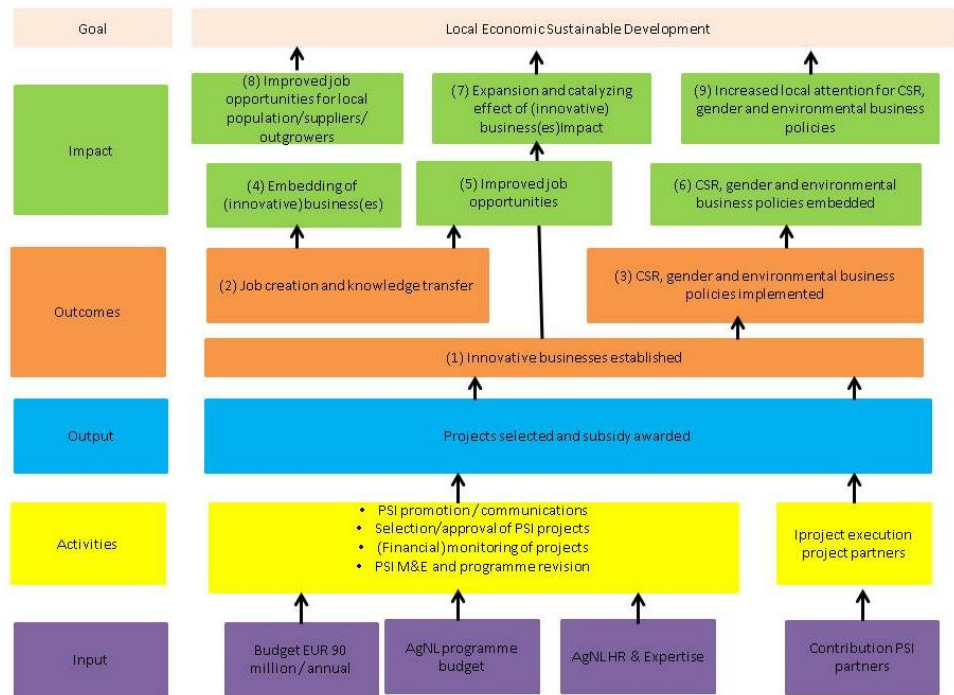 Goal
Local Economic Sustainable Development
Impact
(8) Improved job
opportunities for local
population/suppliers/
outgrowers
(7) Expansion and catalyzing
effect of (innovative)
business(es)Impact
(9) Increased local attention for CSR,
gender and environmental business
policies
(4) Embedding of
(innovative) business(es)
(5) Improved job
opportunities
(6) CSR, gender and environmental
business policies embedded
Outcomes
(2) Job creation and knowledge transfer
(3) CSR, gender and environmental business
policies implemented
(1) Innovative businesses established
Output
Projects selected and subsidy awarded
Activities
• PSI promotion / communications
• Selection/approval of PSI projects
• (Financial) monitoring of projects
• PSI M&E and programme revision
Iproject execution
project partners
Input
Budget EUR 90
million / annual
AgNL programme
budget
AgNL HR & Expertise
Contribution PSI
partners